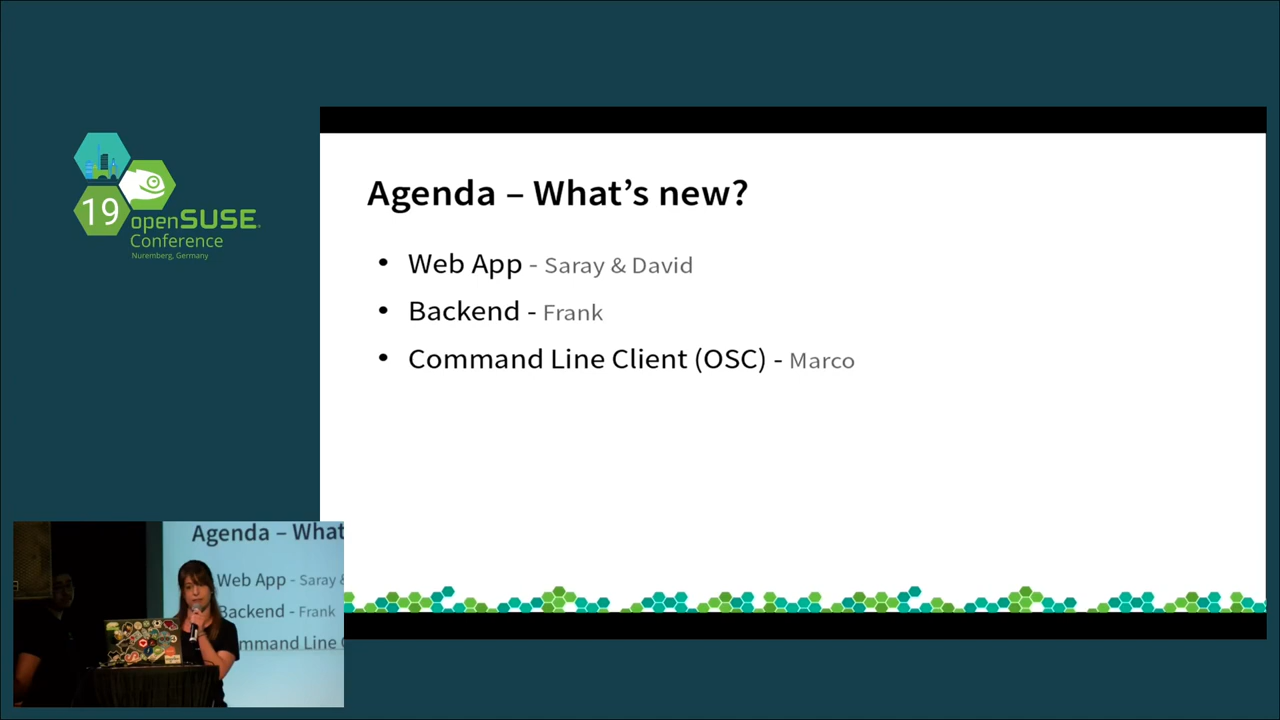 19
openSUSE
Conference
Nuremberg, Germany
Agenda – What's new?
• Web App - Saray & David
• Backend - Frank
• Command Line Client (OSC) - Marco
Agenda – What
Web App - Saray &
Backend - Frank
mmand Line